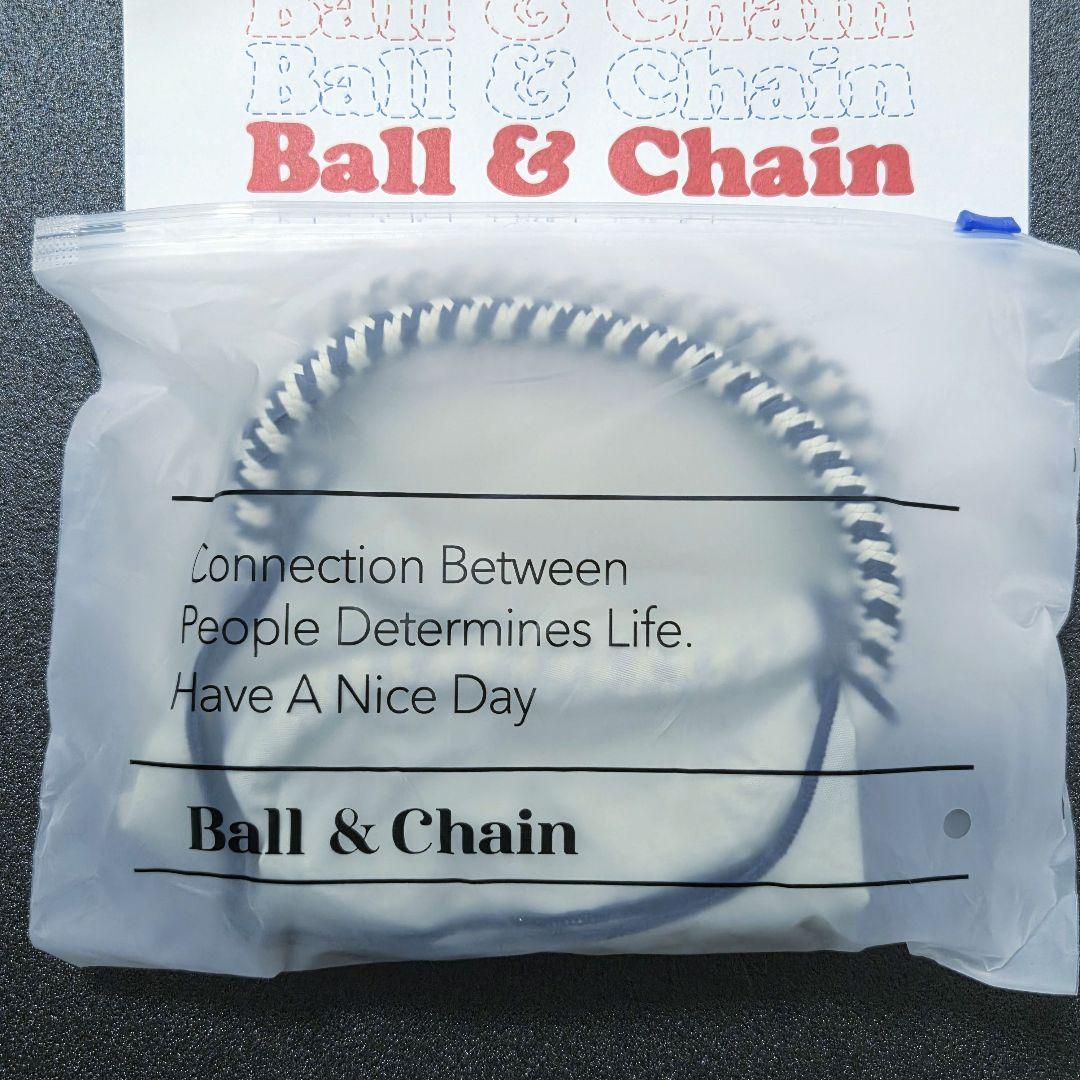 Ball & Chain
Ball & Chain
Ball & Chain
Connection Between
People Determines Life.
Have A Nice Day
Ball & Chain